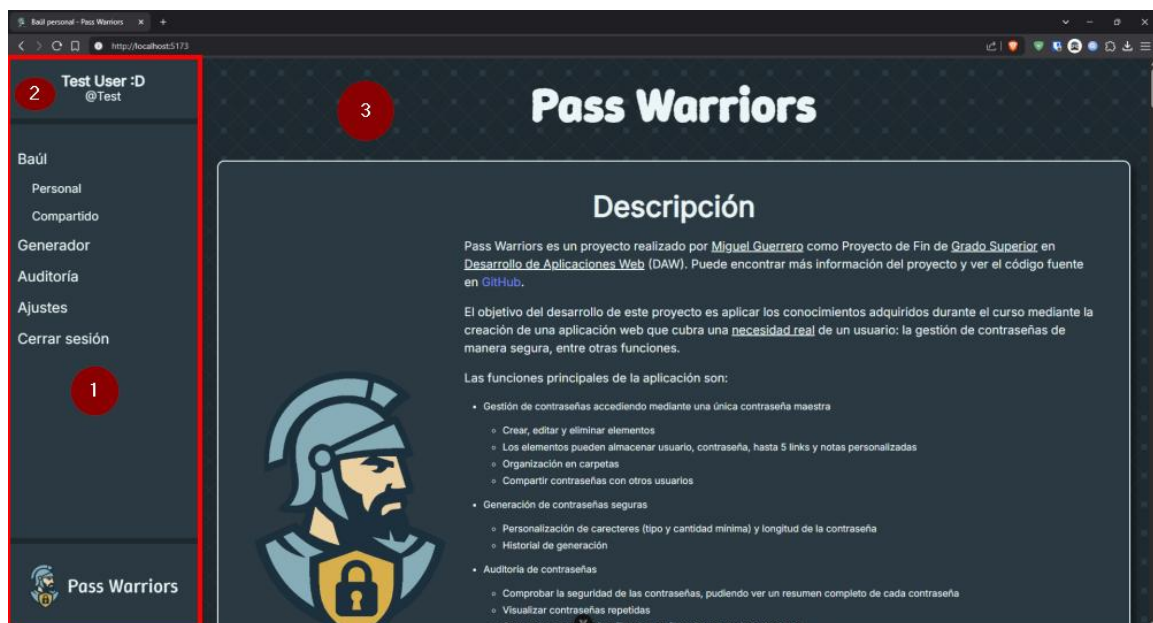 Baúl personal - Pass Warriors
http://localhost:5173
2
Test User :D
@Test
Baúl
Personal
Compartido
Generador
Auditoría
Ajustes
Cerrar sesión
1
Pass Warriors
3
Pass Warriors
Descripción
Pass Warriors es un proyecto realizado por Miguel Guerrero como Proyecto de Fin de Grado Superior en
Desarrollo de Aplicaciones Web (DAW). Puede encontrar más información del proyecto y ver el código fuente
en GitHub.
El objetivo del desarrollo de este proyecto es aplicar los conocimientos adquiridos durante el curso mediante la
creación de una aplicación web que cubra una necesidad real de un usuario: la gestión de contraseñas de
manera segura, entre otras funciones.
Las funciones principales de la aplicación son:
• Gestión de contraseñas accediendo mediante una única contraseña maestra
◦ Crear, editar y eliminar elementos
◦ Los elementos pueden almacenar usuario, contraseña, hasta 5 links y notas personalizadas
◦ Organización en carpetas
◦ Compartir contraseñas con otros usuarios
• Generación de contraseñas seguras
◦ Personalización de carecteres (tipo y cantidad mínima) y longitud de la contraseña
◦ Historial de generación
• Auditoría de contraseñas
◦ Comprobar la seguridad de las contraseñas, pudiendo ver un resumen completo de cada contraseña
◦ Visualizar contraseñas repetidas